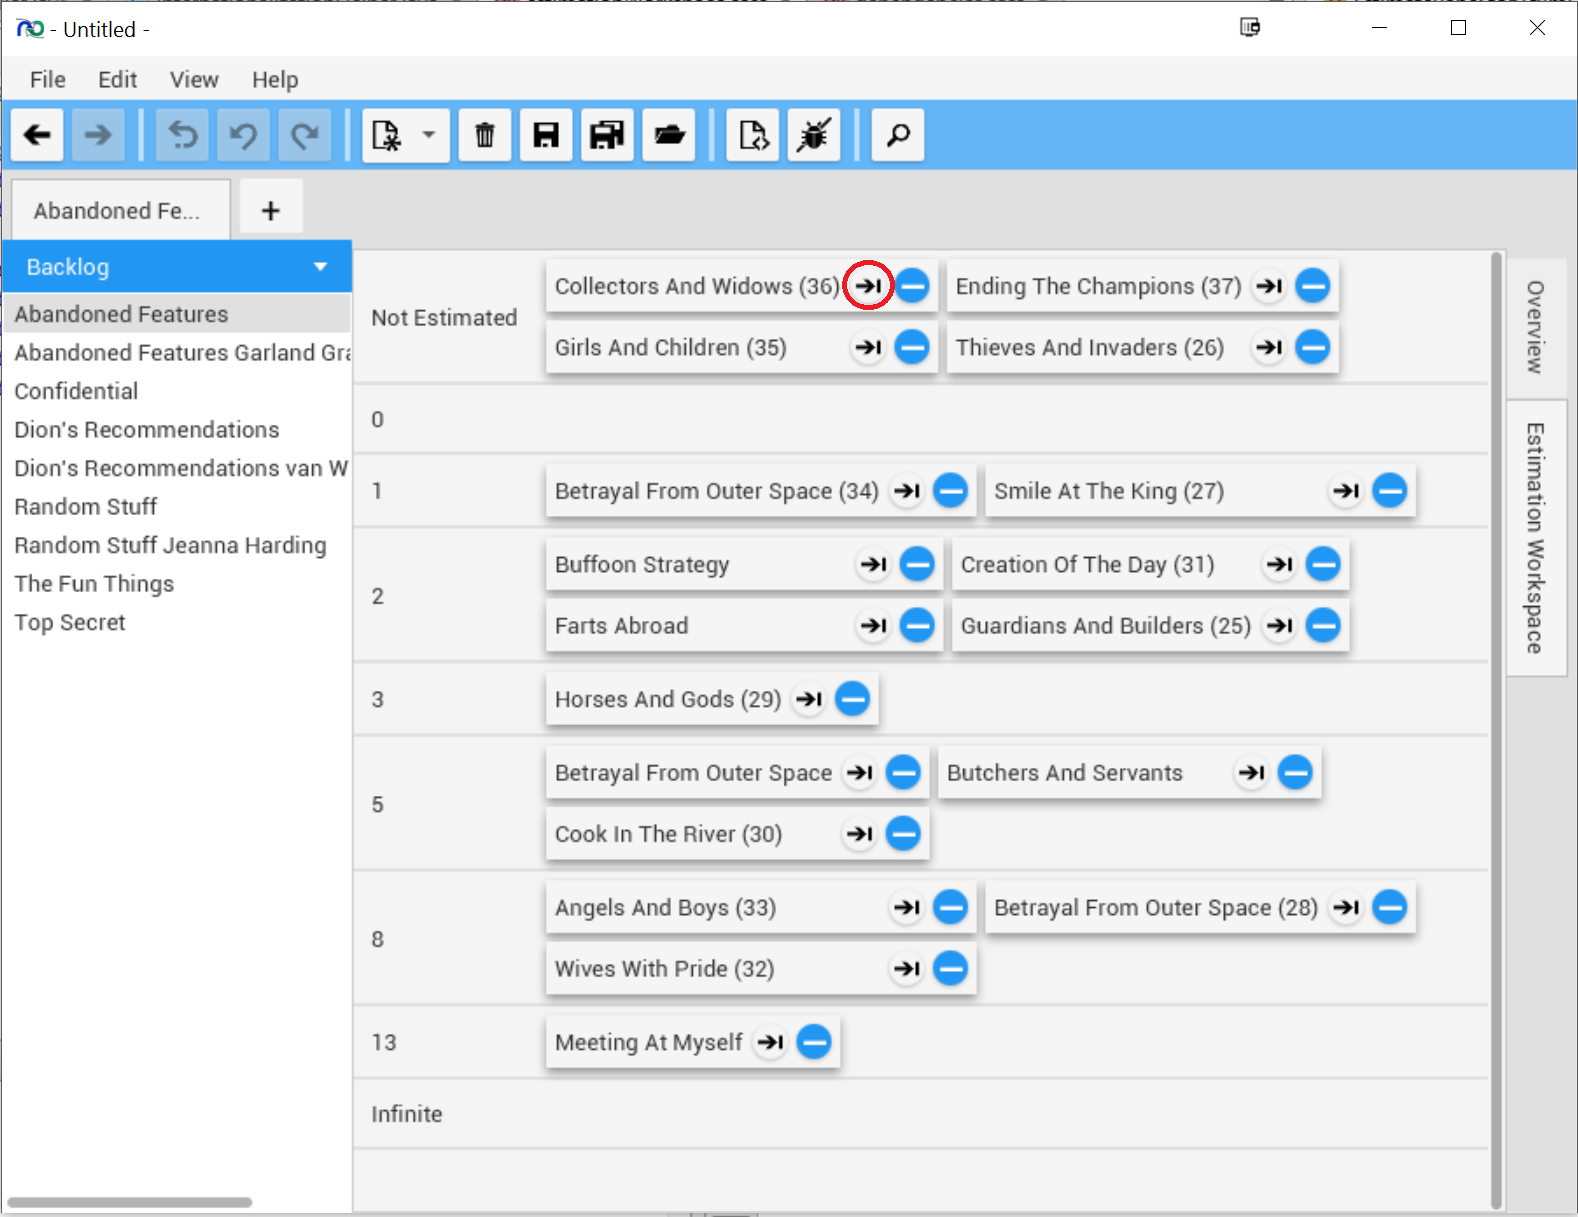 - Untitled -
File Edit View Help
Abandoned Fe...
+
Backlog
Abandoned Features
Abandoned Features Garland Gra
Confidential
Dion's Recommendations
Dion's Recommendations van W
Random Stuff
Random Stuff Jeanna Harding
The Fun Things
Top Secret
Not Estimated
Collectors And Widows (36)
Ending The Champions (37)
Girls And Children (35)
Thieves And Invaders (26)
0
1
Betrayal From Outer Space (34)
Smile At The King (27)
2
Buffoon Strategy
Creation Of The Day (31)
Farts Abroad
Guardians And Builders (25)
3
Horses And Gods (29)
5
Betrayal From Outer Space
Butchers And Servants
Cook In The River (30)
8
Angels And Boys (33)
Betrayal From Outer Space (28)
Wives With Pride (32)
13
Meeting At Myself
Infinite
Overview
Estimation Workspace